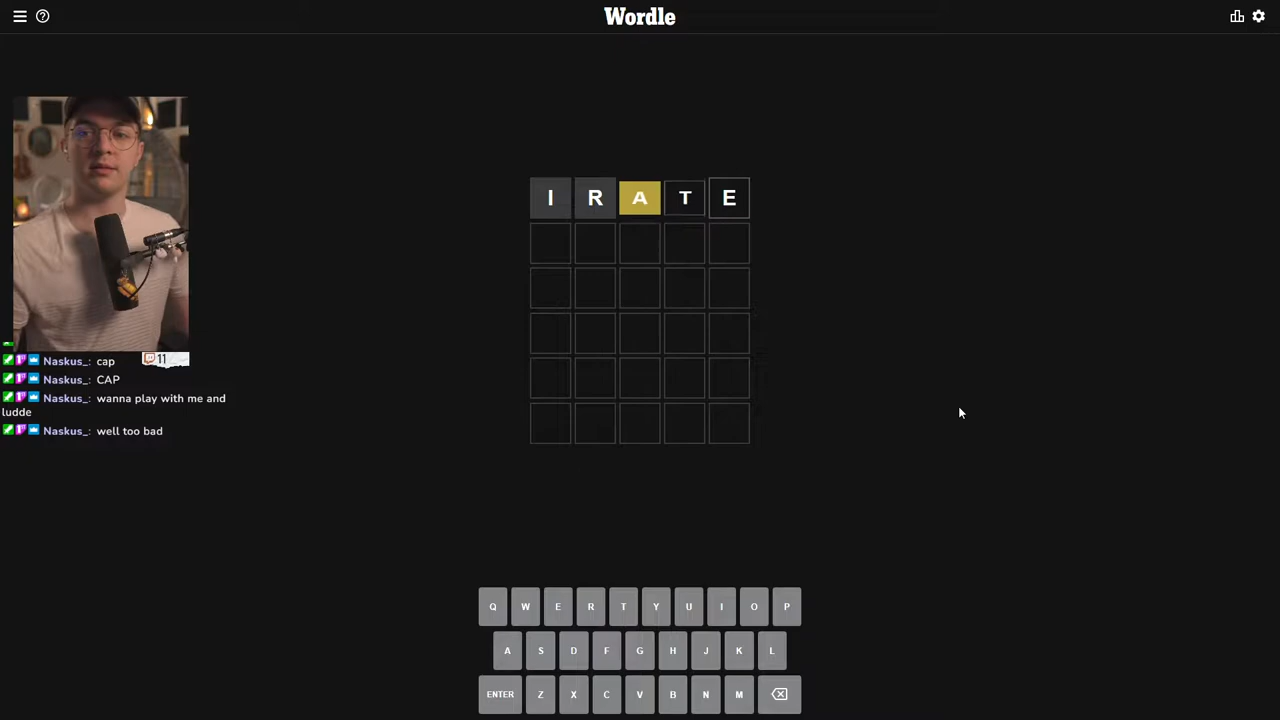 Wordle
I R A T E
11
Naskus_: cap
Naskus_: CAP
Naskus_: wanna play with me and
ludde
Naskus_: well too bad
Q W E R T Y U I O P
A S D F G H J K L
ENTER Z X C V B N M